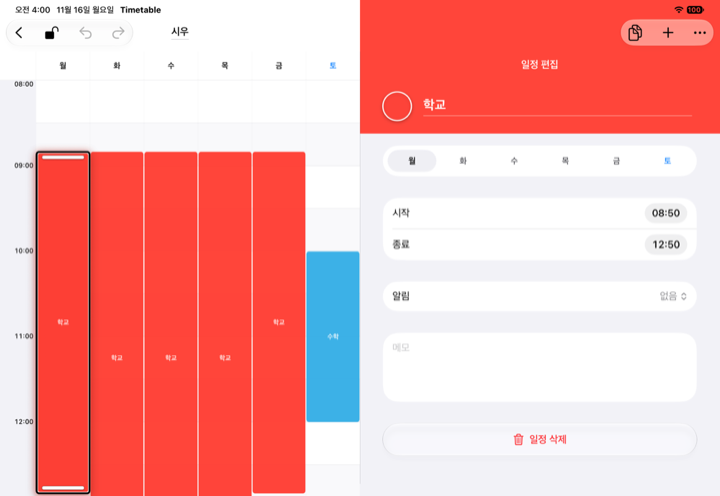 오전 4:00 11월 16일 월요일 Timetable
100
시우
월 화 수 목 금 토
08:00
09:00
10:00
11:00
12:00
학교
학교
학교
학교
학교
수학
일정 편집
학교
월 화 수 목 금 토
시작 08:50
종료 12:50
알림 없음
메모
일정 삭제